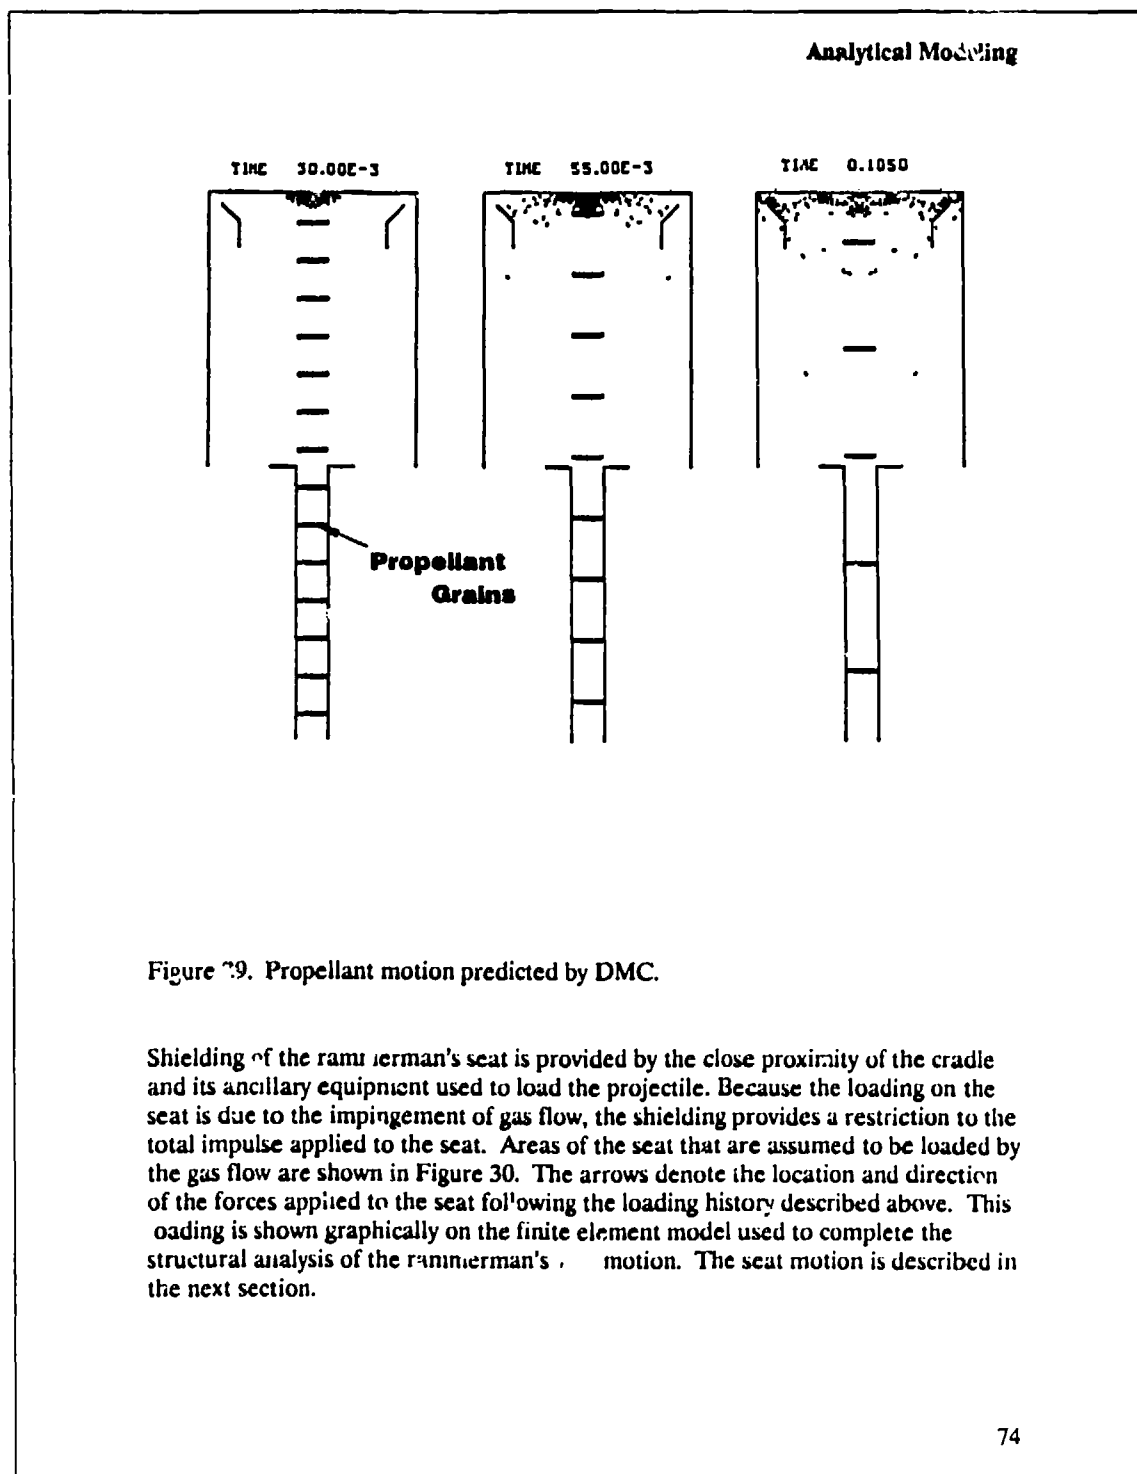 Analytical Modeling
TIME 30.00E-3
TIME 55.00E-3
TIME 0.1050
Propellant
Grains
Figure 29. Propellant motion predicted by DMC.
Shielding of the rammerman's seat is provided by the close proximity of the cradle
and its ancillary equipment used to load the projectile. Because the loading on the
seat is due to the impingement of gas flow, the shielding provides a restriction to the
total impulse applied to the seat. Areas of the seat that are assumed to be loaded by
the gas flow are shown in Figure 30. The arrows denote the location and direction
of the forces applied to the seat following the loading history described above. This
oading is shown graphically on the finite element model used to complete the
structural analysis of the rammerman's motion. The seat motion is described in
the next section.
74